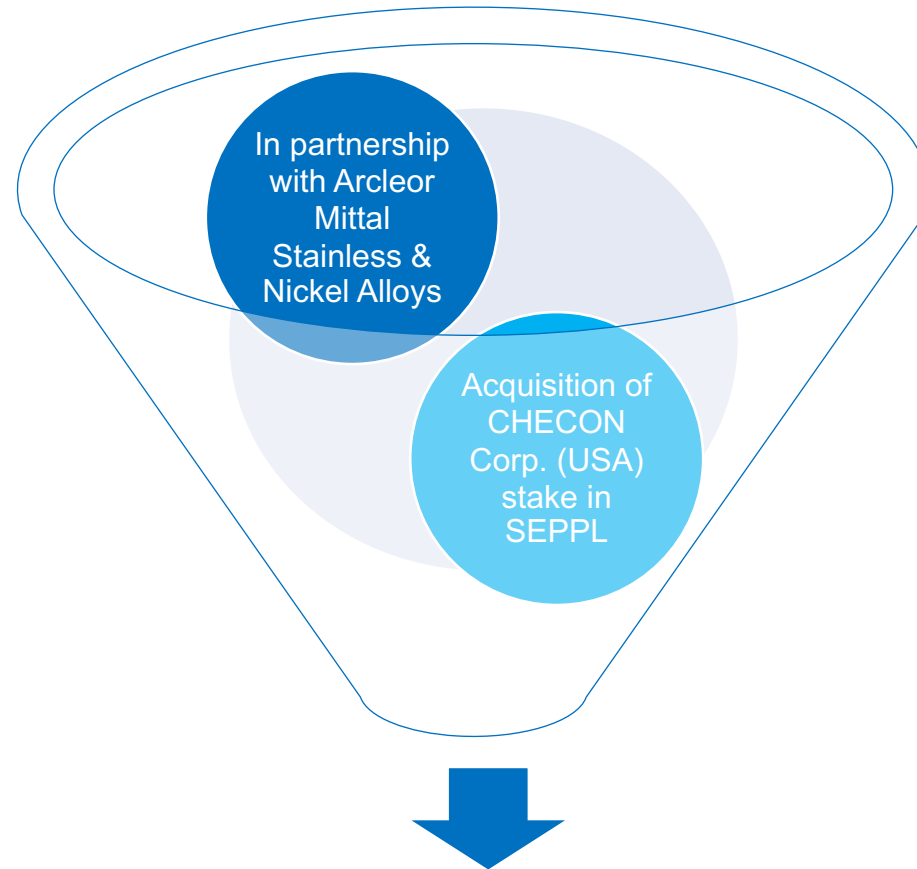 In partnership
with Arcleor
Mittal
Stainless &
Nickel Alloys
Acquisition of
CHECON
Corp. (USA)
stake in
SEPPL